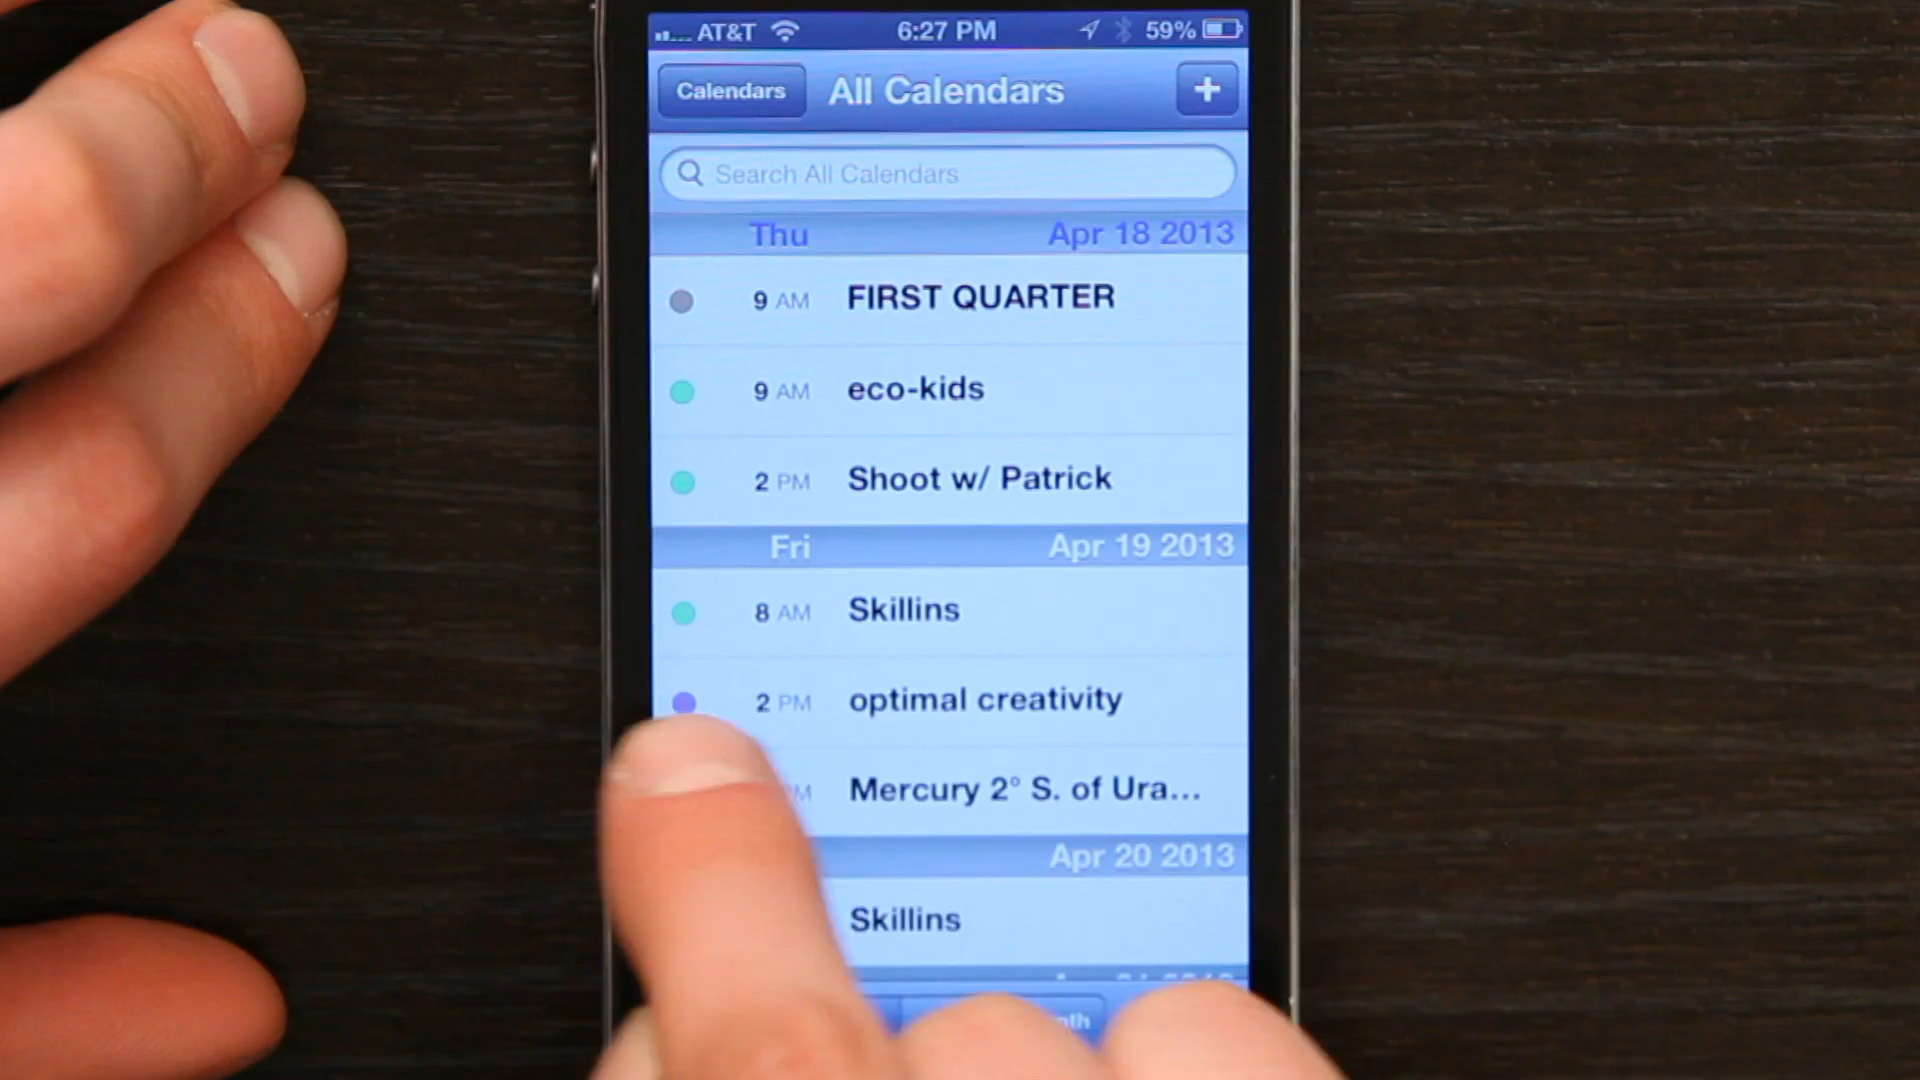 AT&T 6:27 PM 59%
Calendars All Calendars +
Search All Calendars
Thu Apr 18 2013
9 AM FIRST QUARTER
9 AM eco-kids
2 PM Shoot w/ Patrick
Fri Apr 19 2013
8 AM Skillins
2 PM optimal creativity
Mercury 2° S. of Ura...
Apr 20 2013
Skillins